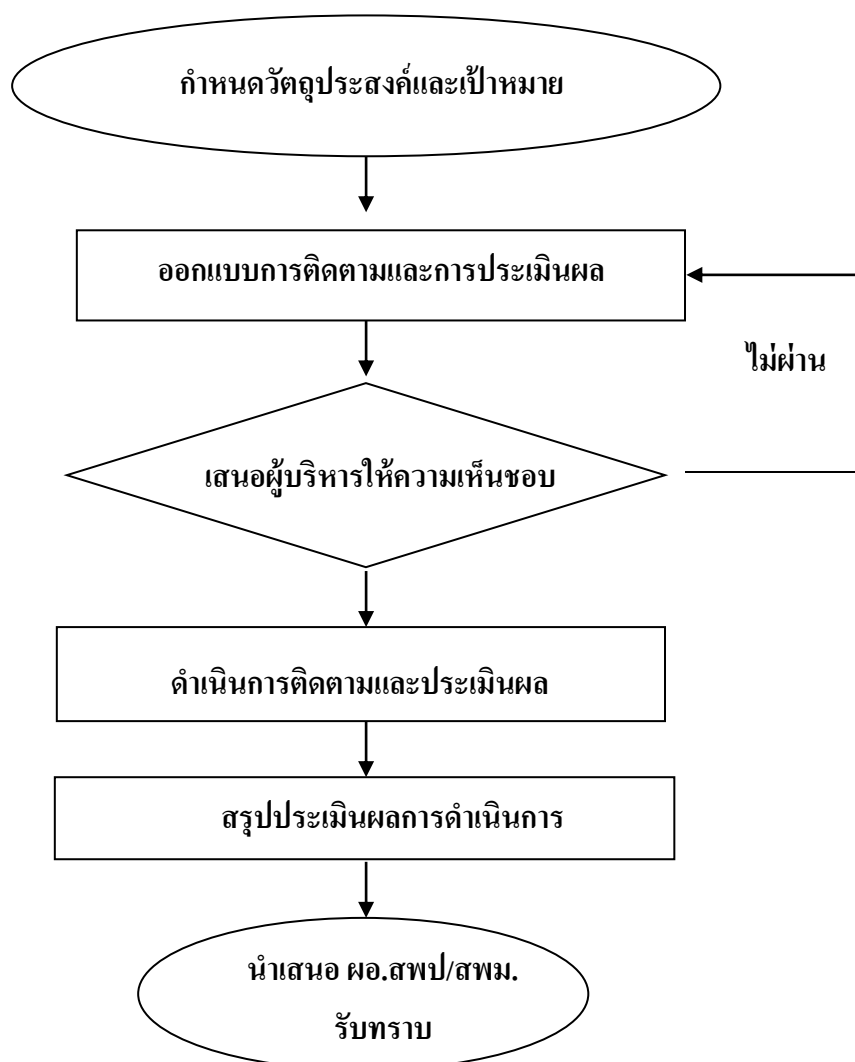 กำหนดวัตถุประสงค์และเป้าหมาย
ออกแบบการติดตามและการประเมินผล
ไม่ผ่าน
เสนอผู้บริหารให้ความเห็นชอบ
ดำเนินการติดตามและประเมินผล
สรุปประเมินผลการดำเนินการ
นำเสนอ ผอ.สพป/สพม.
รับทราบ